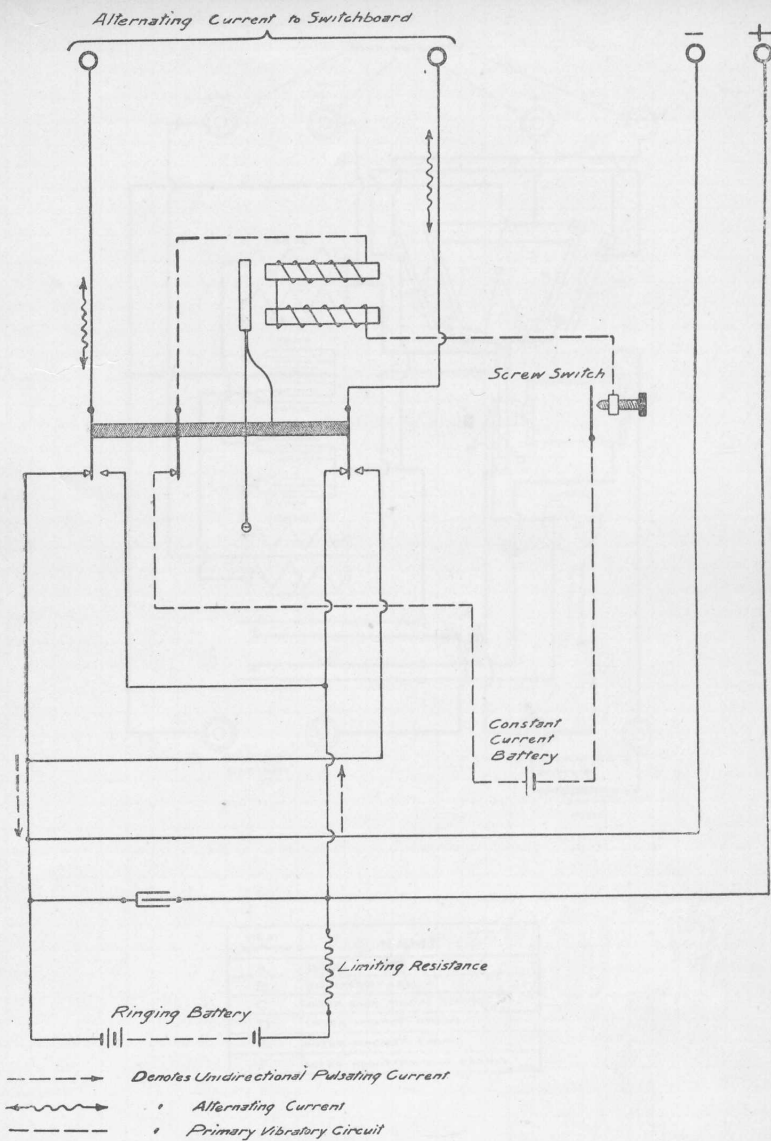 Alternating Current to Switchboard
− +
Screw Switch
Constant
Current
Battery
Limiting Resistance
Ringing Battery
Denotes Unidirectional Pulsating Current
" Alternating Current
" Primary Vibratory Circuit